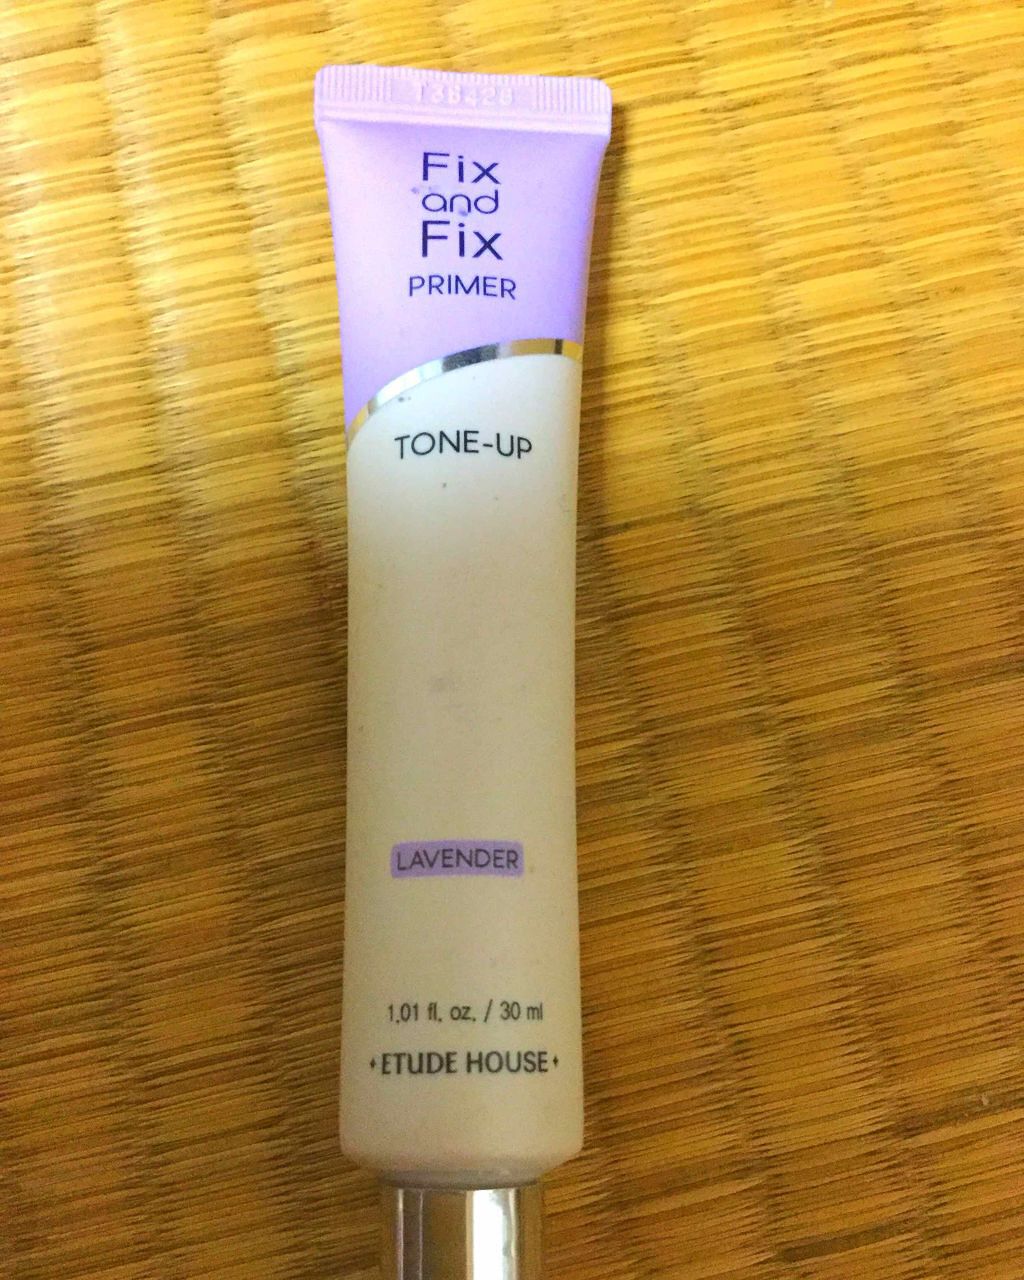 Fix
and
Fix
PRIMER
TONE-UP
LAVENDER
1.01 fl. oz. / 30 ml
ETUDE HOUSE